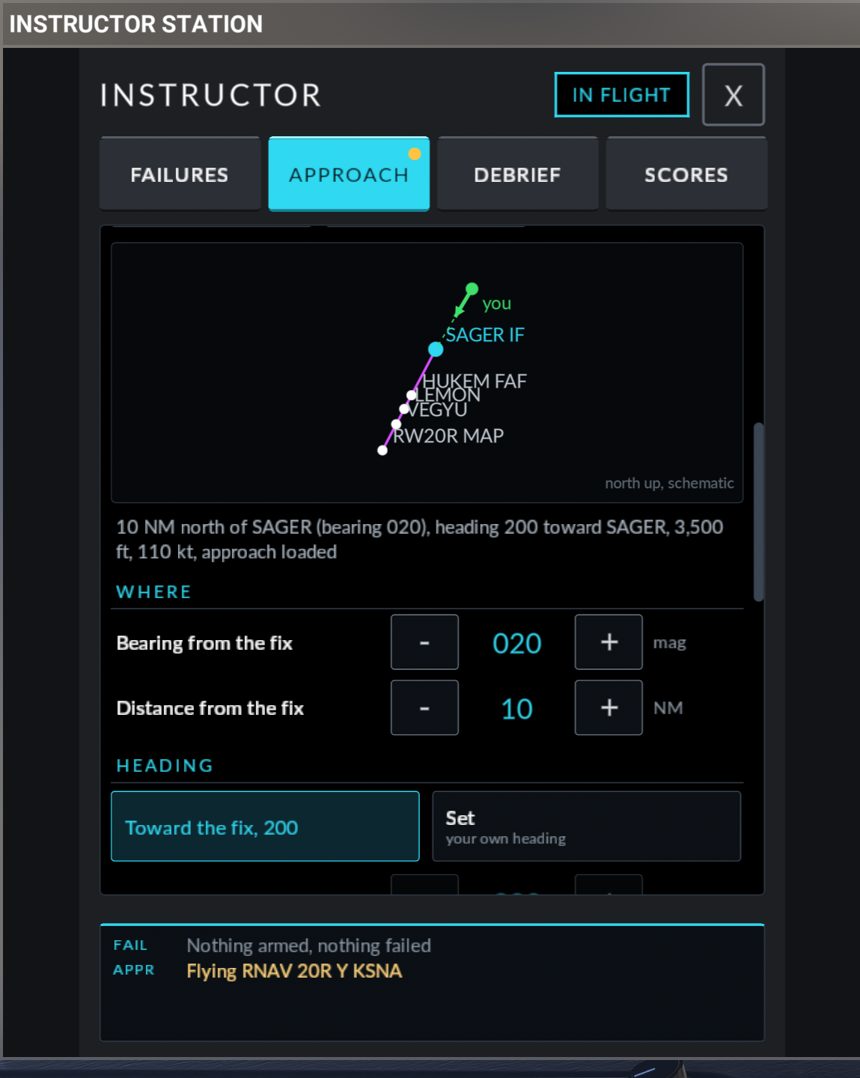 INSTRUCTOR STATION
INSTRUCTOR
IN FLIGHT
X
FAILURES
APPROACH
DEBRIEF
SCORES
you
SAGER IF
HUKEM FAF
LEMON
VEGYU
RW20R MAP
north up, schematic
10 NM north of SAGER (bearing 020), heading 200 toward SAGER, 3,500
ft, 110 kt, approach loaded
WHERE
Bearing from the fix - 020 + mag
Distance from the fix - 10 + NM
HEADING
Toward the fix, 200
Set
your own heading
FAIL Nothing armed, nothing failed
APPR Flying RNAV 20R Y KSNA